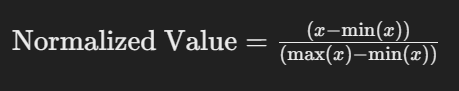 Normalized Value = (x−min(x)) / (max(x)−min(x))